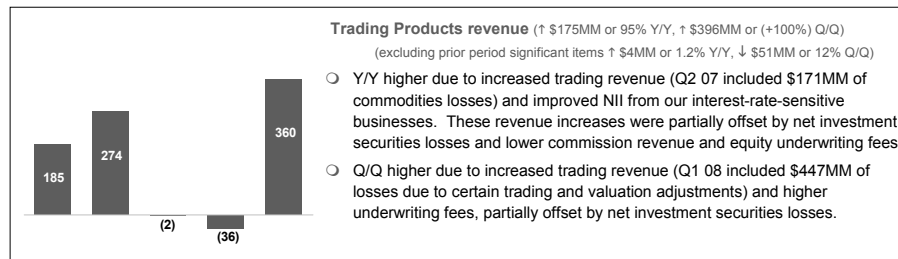 Trading Products revenue (↑ $175MM or 95% Y/Y, ↑ $396MM or (+100%) Q/Q)
(excluding prior period significant items ↑ $4MM or 1.2% Y/Y, ↓ $51MM or 12% Q/Q)
❍ Y/Y higher due to increased trading revenue (Q2 07 included $171MM of
commodities losses) and improved NII from our interest-rate-sensitive
businesses. These revenue increases were partially offset by net investment
securities losses and lower commission revenue and equity underwriting fees
❍ Q/Q higher due to increased trading revenue (Q1 08 included $447MM of
losses due to certain trading and valuation adjustments) and higher
underwriting fees, partially offset by net investment securities losses.
185
274
(2)
(36)
360